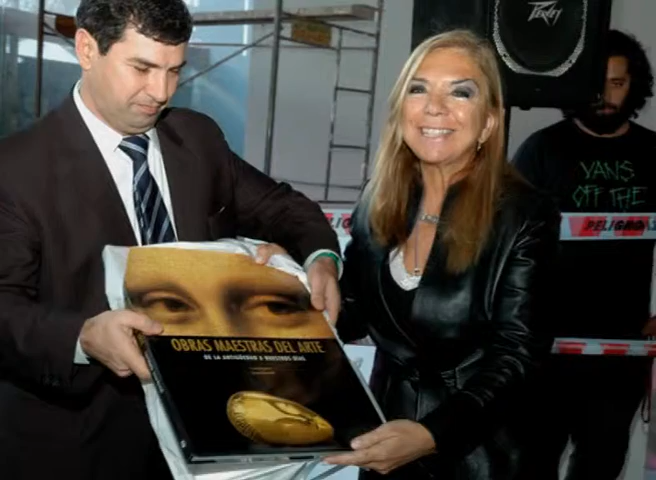 Peavey
VANS
OFF THE
PELIGRO
OBRAS MAESTRAS DEL ARTE
DE LA ANTIGÜEDAD A NUESTROS DÍAS